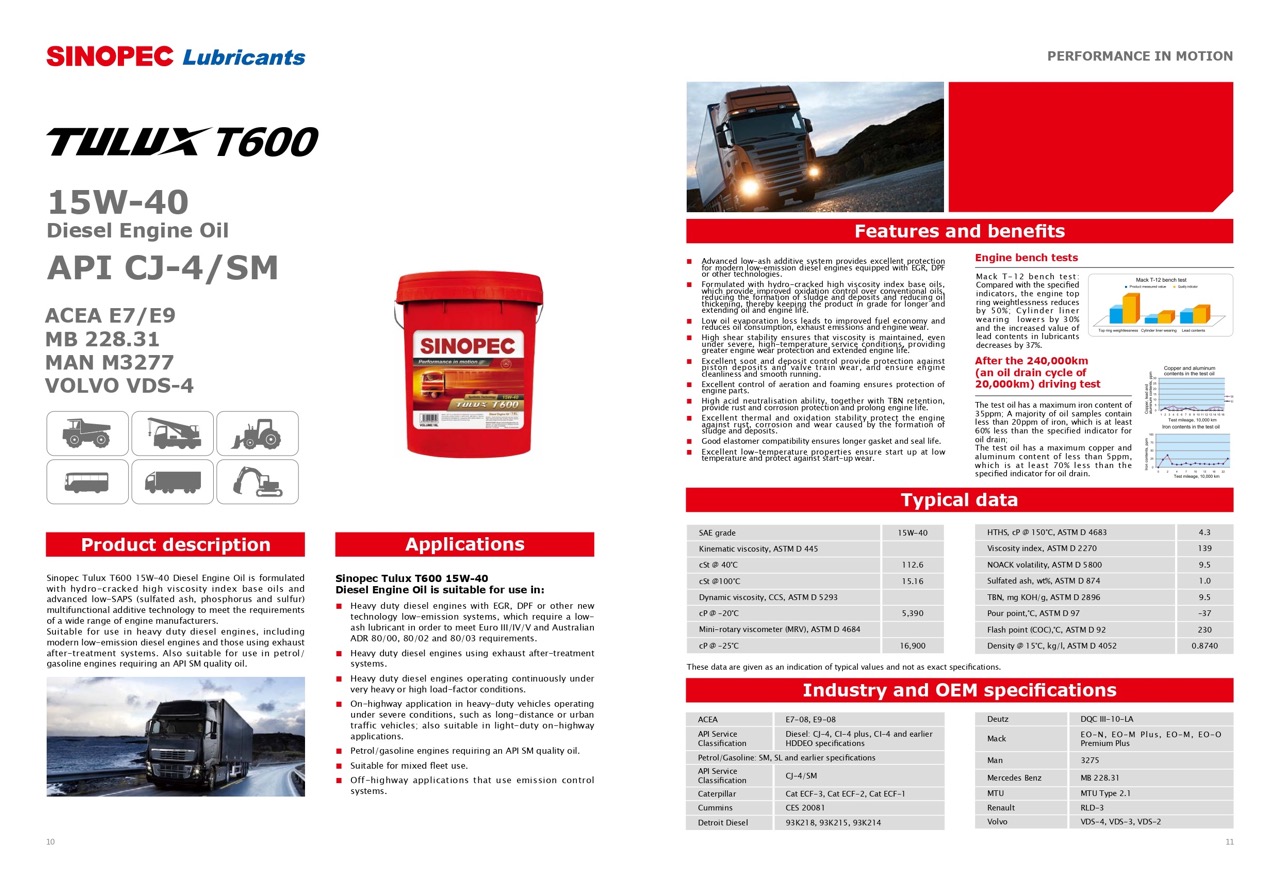 SINOPEC Lubricants
TULUX T600
15W-40
Diesel Engine Oil
API CJ-4/SM
ACEA E7/E9
MB 228.31
MAN M3277
VOLVO VDS-4
SINOPEC
Performance in motion
15W-40
TULUX T600
Product description
Sinopec Tulux T600 15W-40 Diesel Engine Oil is formulated
with hydro-cracked high viscosity index base oils and
advanced low-SAPS (sulfated ash, phosphorus and sulfur)
multifunctional additive technology to meet the requirements
of a wide range of engine manufacturers.
Suitable for use in heavy duty diesel engines, including
modern low-emission diesel engines and those using exhaust
after-treatment systems. Also suitable for use in petrol/
gasoline engines requiring an API SM quality oil.
10
Applications
Sinopec Tulux T600 15W-40
Diesel Engine Oil is suitable for use in:
Heavy duty diesel engines with EGR, DPF or other new
technology low-emission systems, which require a low-
ash lubricant in order to meet Euro III/IV/V and Australian
ADR 80/00, 80/02 and 80/03 requirements.
Heavy duty diesel engines using exhaust after-treatment
systems.
Heavy duty diesel engines operating continuously under
very heavy or high load-factor conditions.
On-highway application in heavy-duty vehicles operating
under severe conditions, such as long-distance or urban
traffic vehicles; also suitable in light-duty on-highway
applications.
Petrol/gasoline engines requiring an API SM quality oil.
Suitable for mixed fleet use.
Off-highway applications that use emission control
systems.
PERFORMANCE IN MOTION
Features and benefits
Advanced low-ash additive system provides excellent protection
for modern low-emission diesel engines equipped with EGR, DPF
or other technologies.
Formulated with hydro-cracked high viscosity index base oils,
which provide improved oxidation control over conventional oils,
reducing the formation of sludge and deposits and reducing oil
thickening, thereby keeping the product in grade for longer and
extending oil and engine life.
Low oil evaporation loss leads to improved fuel economy and
reduces oil consumption, exhaust emissions and engine wear.
High shear stability ensures that viscosity is maintained, even
under severe, high-temperature service conditions, providing
greater engine wear protection and extended engine life.
Excellent soot and deposit control provide protection against
piston deposits and valve train wear, and ensure engine
cleanliness and smooth running.
Excellent control of aeration and foaming ensures protection of
engine parts.
High acid neutralisation ability, together with TBN retention,
provide rust and corrosion protection and prolong engine life.
Excellent thermal and oxidation stability protect the engine
against rust, corrosion and wear caused by the formation of
sludge and deposits.
Good elastomer compatibility ensures longer gasket and seal life.
Excellent low-temperature properties ensure start up at low
temperature and protect against start-up wear.
Engine bench tests
Mack T-12 bench test:
Compared with the specified
indicators, the engine top
ring weightlessness reduces
by 50%; Cylinder liner
wearing lowers by 30%
and the increased value of
lead contents in lubricants
decreases by 37%.
Mack T-12 bench test
Product measured value
Top ring weightlessness Cylinder liner wearing Lead contents
After the 240,000km
(an oil drain cycle of
20,000km) driving test
The test oil has a maximum iron content of
35ppm; A majority of oil samples contain
less than 20ppm of iron, which is at least
60% less than the specified indicator for
oil drain;
The test oil has a maximum copper and
aluminum content of less than 5ppm,
which is at least 70% less than the
specified indicator for oil drain.
Copper and aluminum
contents in the test oil
Test mileage, 10,000 km
Iron contents in the test oil
Test mileage, 10,000 km
Typical data
SAE grade 15W-40
Kinematic viscosity, ASTM D 445
cSt @ 40°C 112.6
cSt @100°C 15.16
Dynamic viscosity, CCS, ASTM D 5293
cP @ -20°C 5,390
Mini-rotary viscometer (MRV), ASTM D 4684
cP @ -25°C 16,900
HTHS, cP @ 150°C, ASTM D 4683 4.3
Viscosity index, ASTM D 2270 139
NOACK volatility, ASTM D 5800 9.5
Sulfated ash, wt%, ASTM D 874 1.0
TBN, mg KOH/g, ASTM D 2896 9.5
Pour point,°C, ASTM D 97 -37
Flash point (COC),°C, ASTM D 92 230
Density @ 15°C, kg/l, ASTM D 4052 0.8740
These data are given as an indication of typical values and not as exact specifications.
Industry and OEM specifications
ACEA E7-08, E9-08
API Service Diesel: CJ-4, CI-4 plus, CI-4 and earlier
Classification HDDEO specifications
Petrol/Gasoline: SM, SL and earlier specifications
API Service
Classification CJ-4/SM
Caterpillar Cat ECF-3, Cat ECF-2, Cat ECF-1
Cummins CES 20081
Detroit Diesel 93K218, 93K215, 93K214
Deutz DQC III-10-LA
Mack EO-N, EO-M Plus, EO-M, EO-O
Premium Plus
Man 3275
Mercedes Benz MB 228.31
MTU MTU Type 2.1
Renault RLD-3
Volvo VDS-4, VDS-3, VDS-2
11